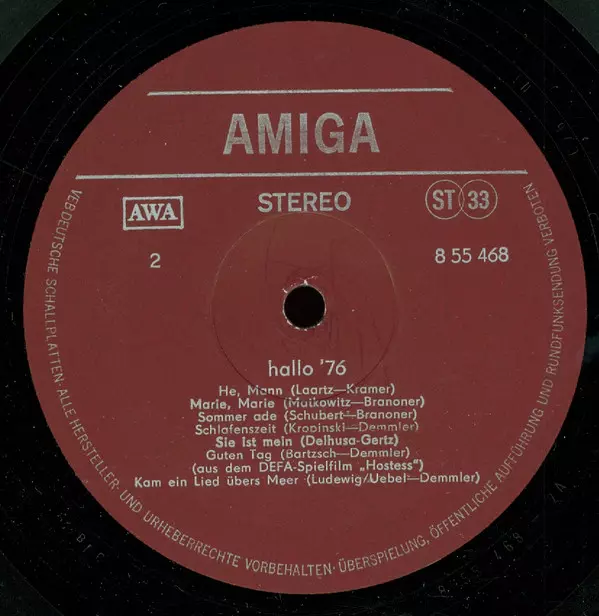 AMIGA
AWA
STEREO
ST 33
2
8 55 468
hallo '76
He, Mann (Laartz—Kramer)
Marie, Marie (Matkowitz—Branoner)
Sommer ade (Schubert—Branoner)
Schlafenszeit (Kropinski—Demmler)
Sie ist mein (Delhusa-Gertz)
Guten Tag (Bartzsch—Demmler)
(aus dem DEFA-Spielfilm „Hostess")
Kam ein Lied übers Meer (Ludewig/Uebel—Demmler)
VEB DEUTSCHE SCHALLPLATTEN · ALLE HERSTELLER- UND URHEBERRECHTE VORBEHALTEN · ÜBERSPIELUNG, ÖFFENTLICHE AUFFÜHRUNG UND RUNDFUNKSENDUNG VERBOTEN